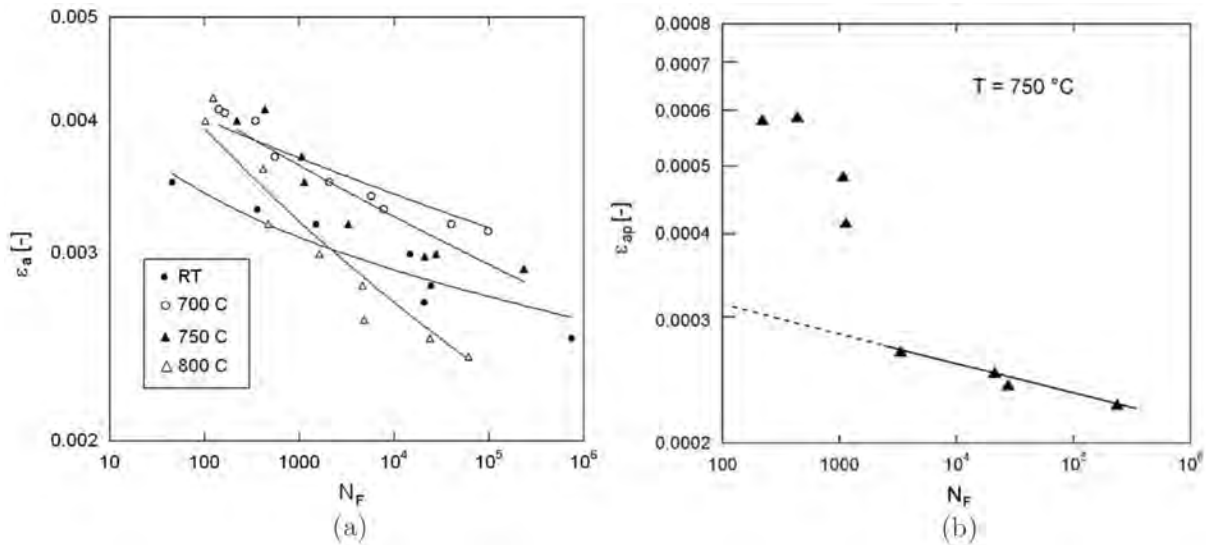 0.005
0.004
0.003
0.002
εa [-]
RT
700 C
750 C
800 C
10
100
1000
10⁴
10⁵
10⁶
NF
(a)
0.0008
0.0007
0.0006
0.0005
0.0004
0.0003
0.0002
εap [-]
T = 750 °C
100
1000
10⁴
NF
(b)